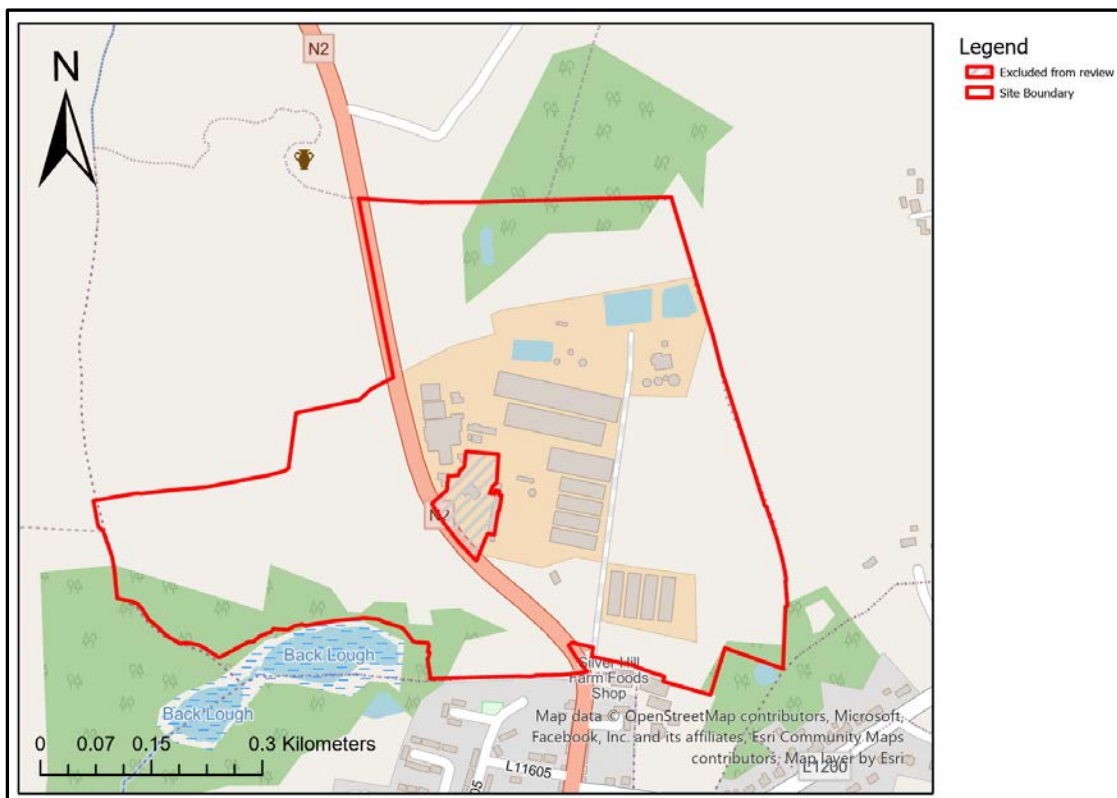 N2
N
Legend
Excluded from review
Site Boundary
N2
Back Lough
Back Lough
Silver Hill
Farm Foods
Shop
Map data © OpenStreetMap contributors, Microsoft,
Facebook, Inc. and its affiliates, Esri Community Maps
contributors, Map layer by Esri
0 0.07 0.15 0.3 Kilometers
L11605
05
L1200